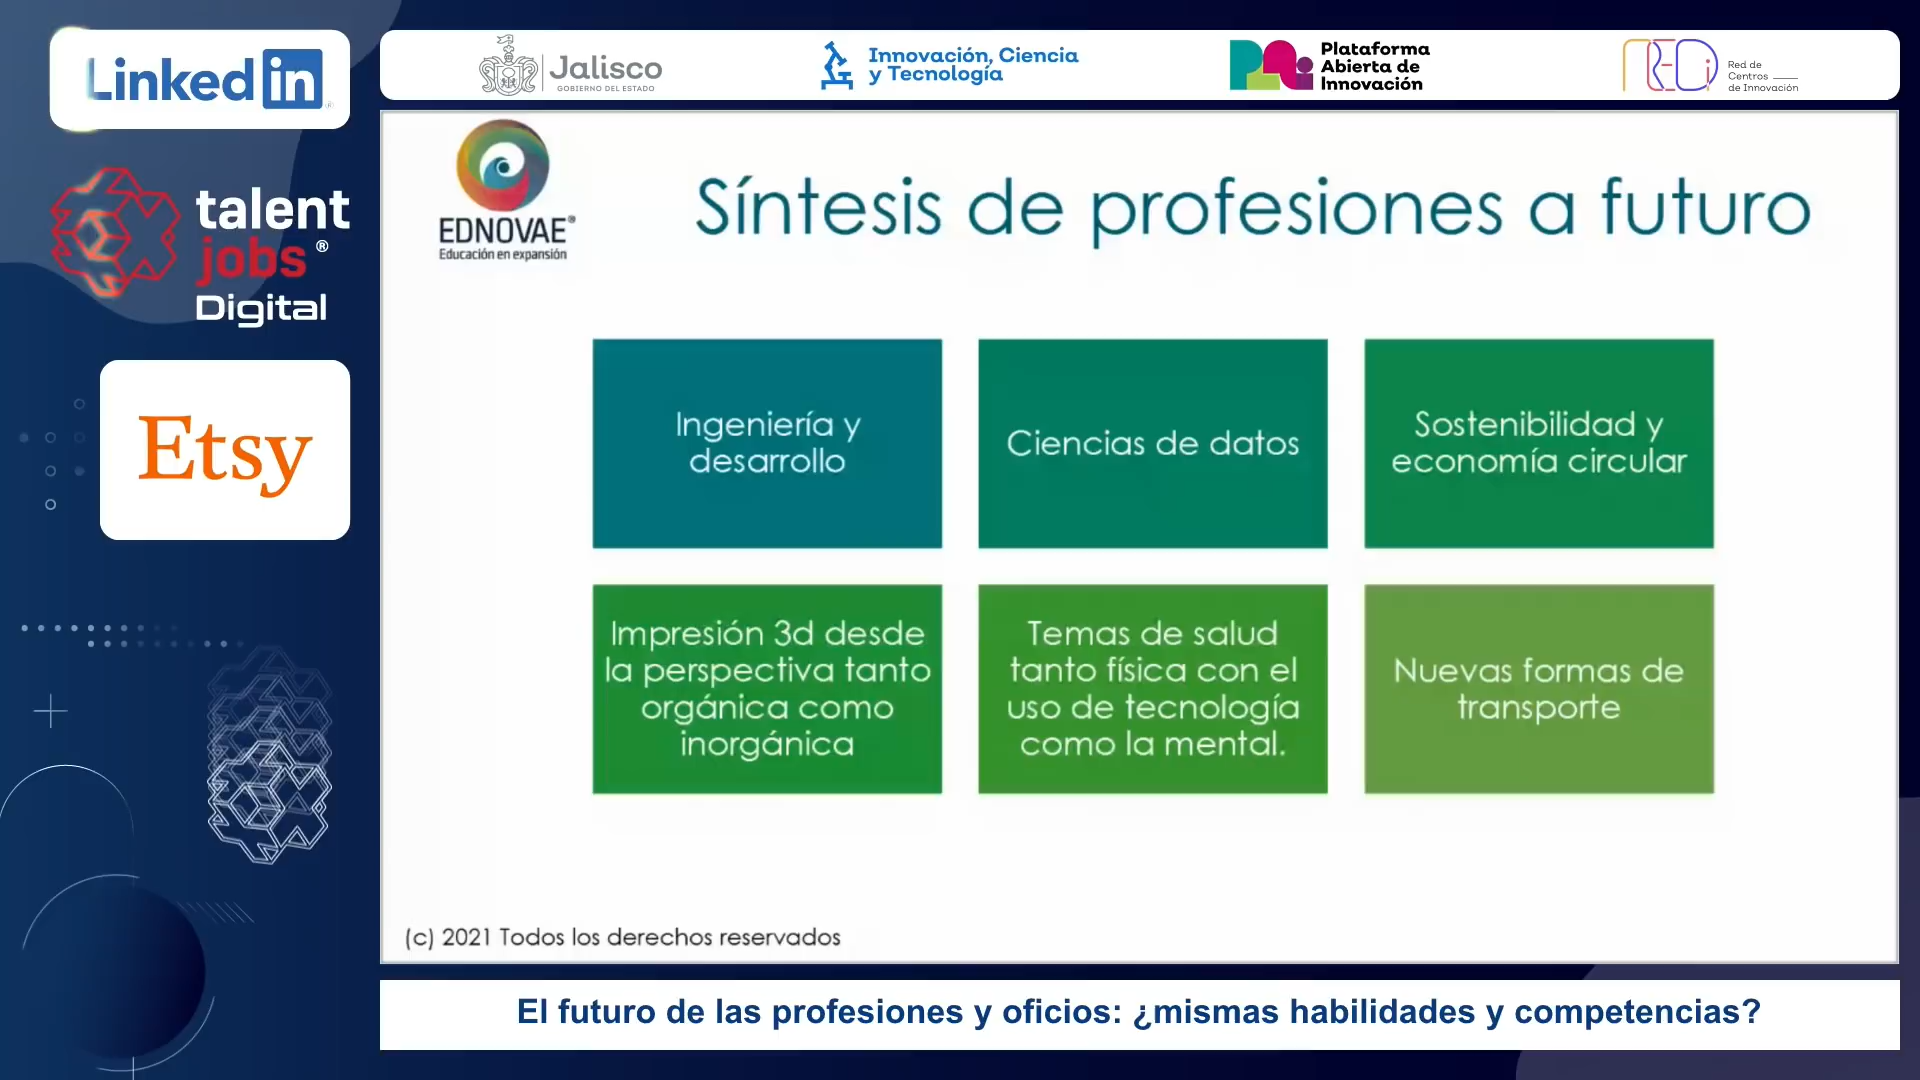 Linked in
talent
jobs®
Digital
Etsy
Jalisco
GOBIERNO DEL ESTADO
Innovación, Ciencia
y Tecnología
Plataforma
Abierta de
Innovación
REDi
Red de
Centros
de Innovación
EDNOVAE®
Educación en expansión
Síntesis de profesiones a futuro
Ingeniería y
desarrollo
Ciencias de datos
Sostenibilidad y
economía circular
Impresión 3d desde
la perspectiva tanto
orgánica como
inorgánica
Temas de salud
tanto física con el
uso de tecnología
como la mental.
Nuevas formas de
transporte
(c) 2021 Todos los derechos reservados
El futuro de las profesiones y oficios: ¿mismas habilidades y competencias?